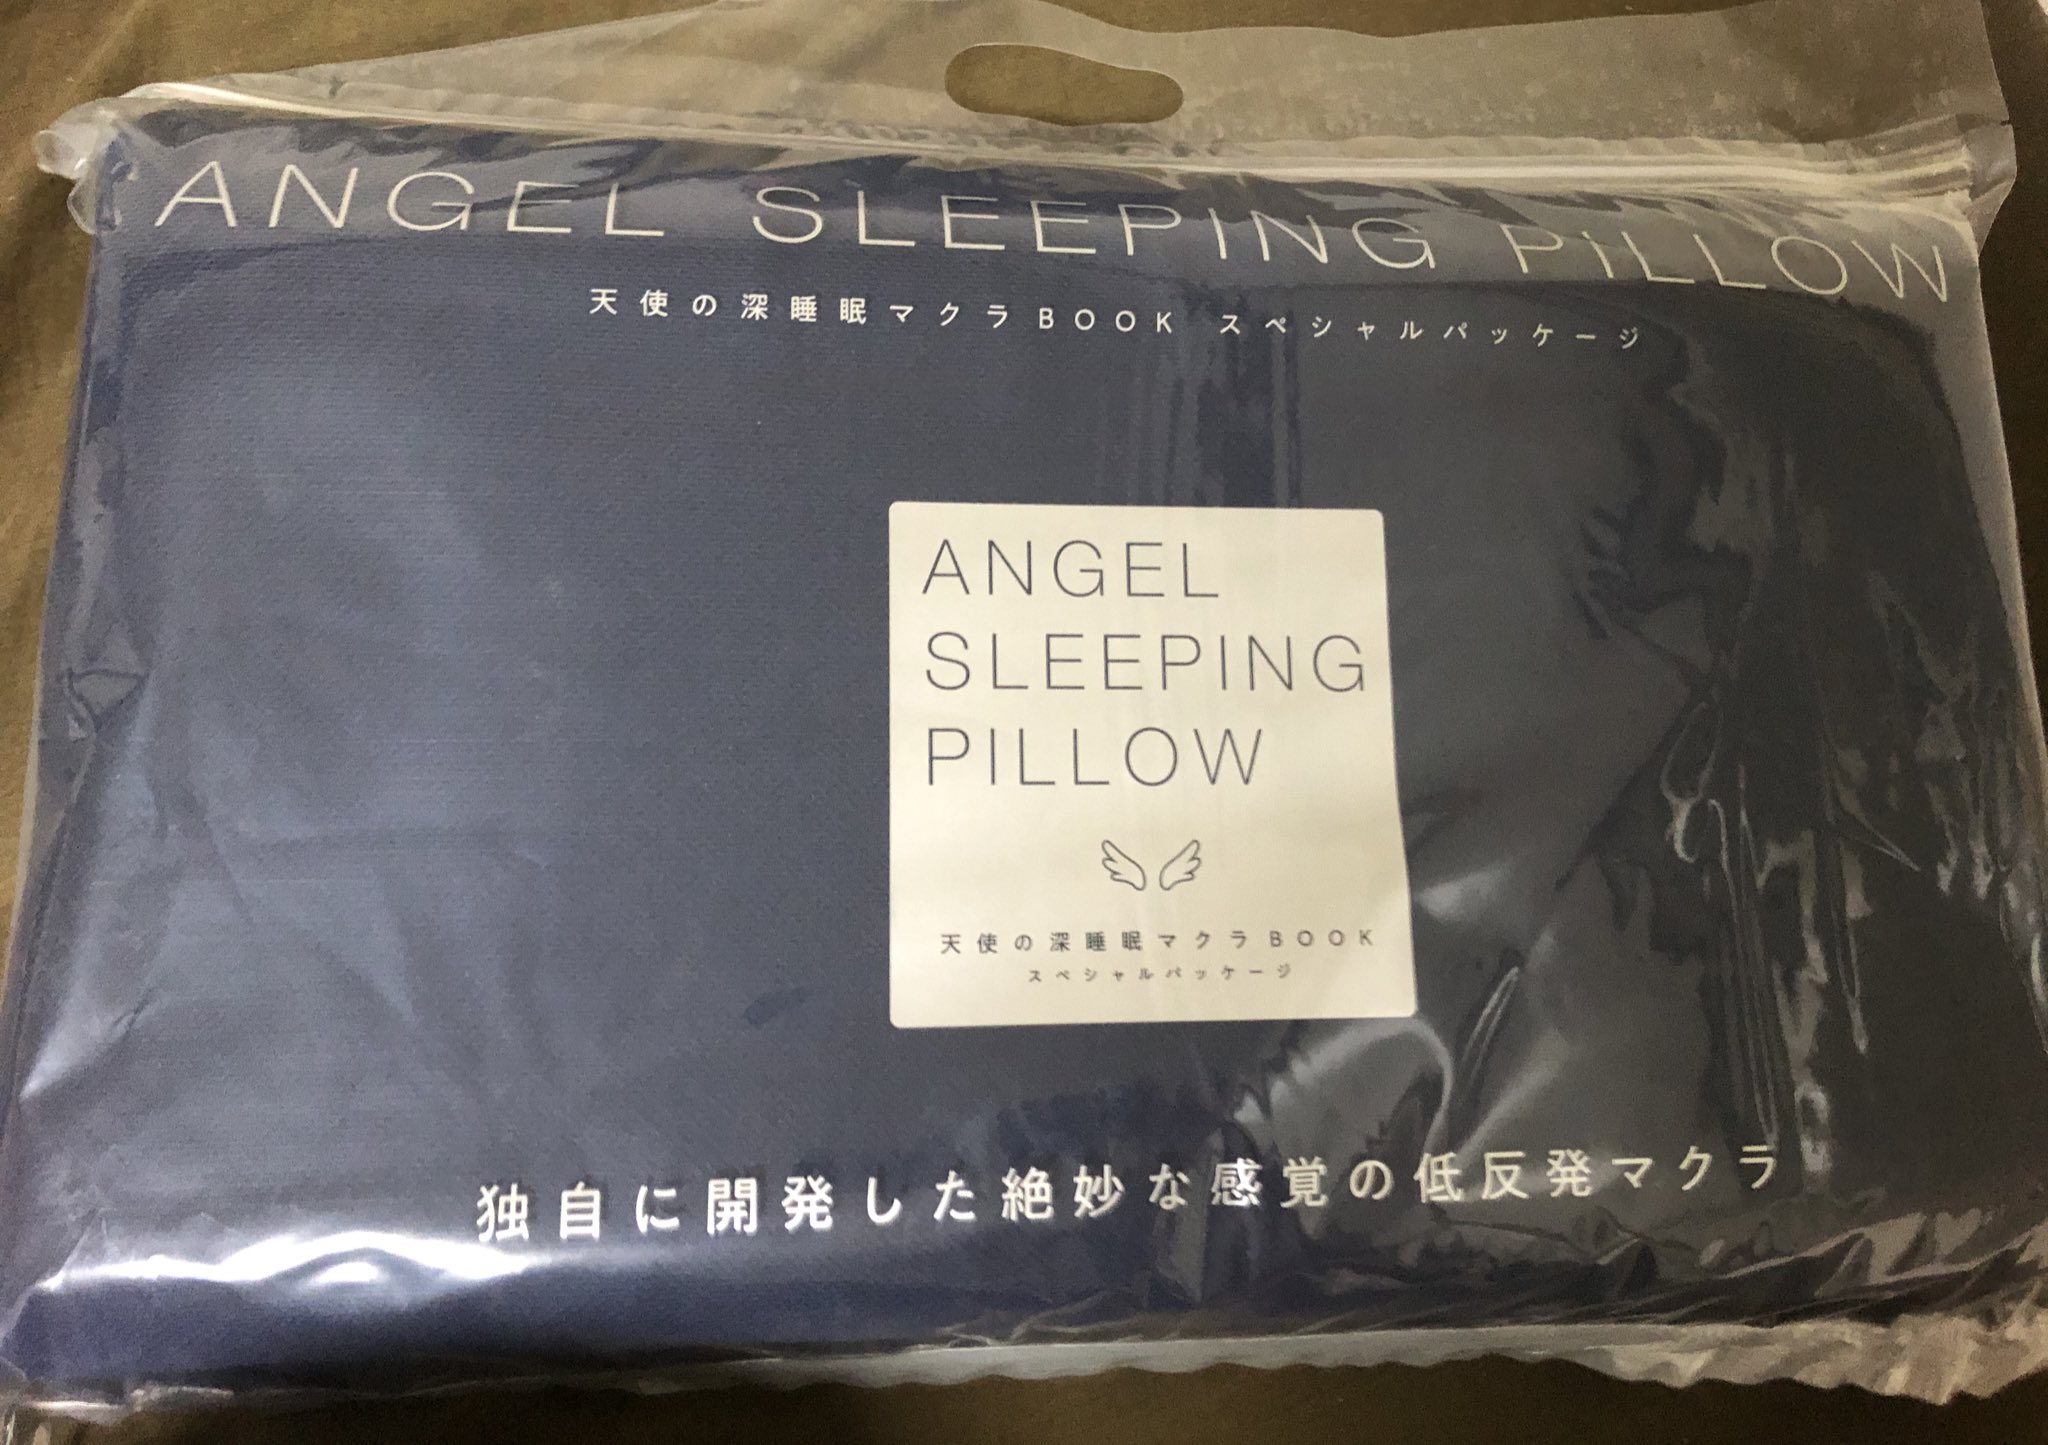 ANGEL SLEEPING PiLLOW
天使の深睡眠マクラBOOK スペシャルパッケージ
ANGEL
SLEEPING
PILLOW
天使の深睡眠マクラBOOK
スペシャルパッケージ
独自に開発した絶妙な感覚の低反発マクラ